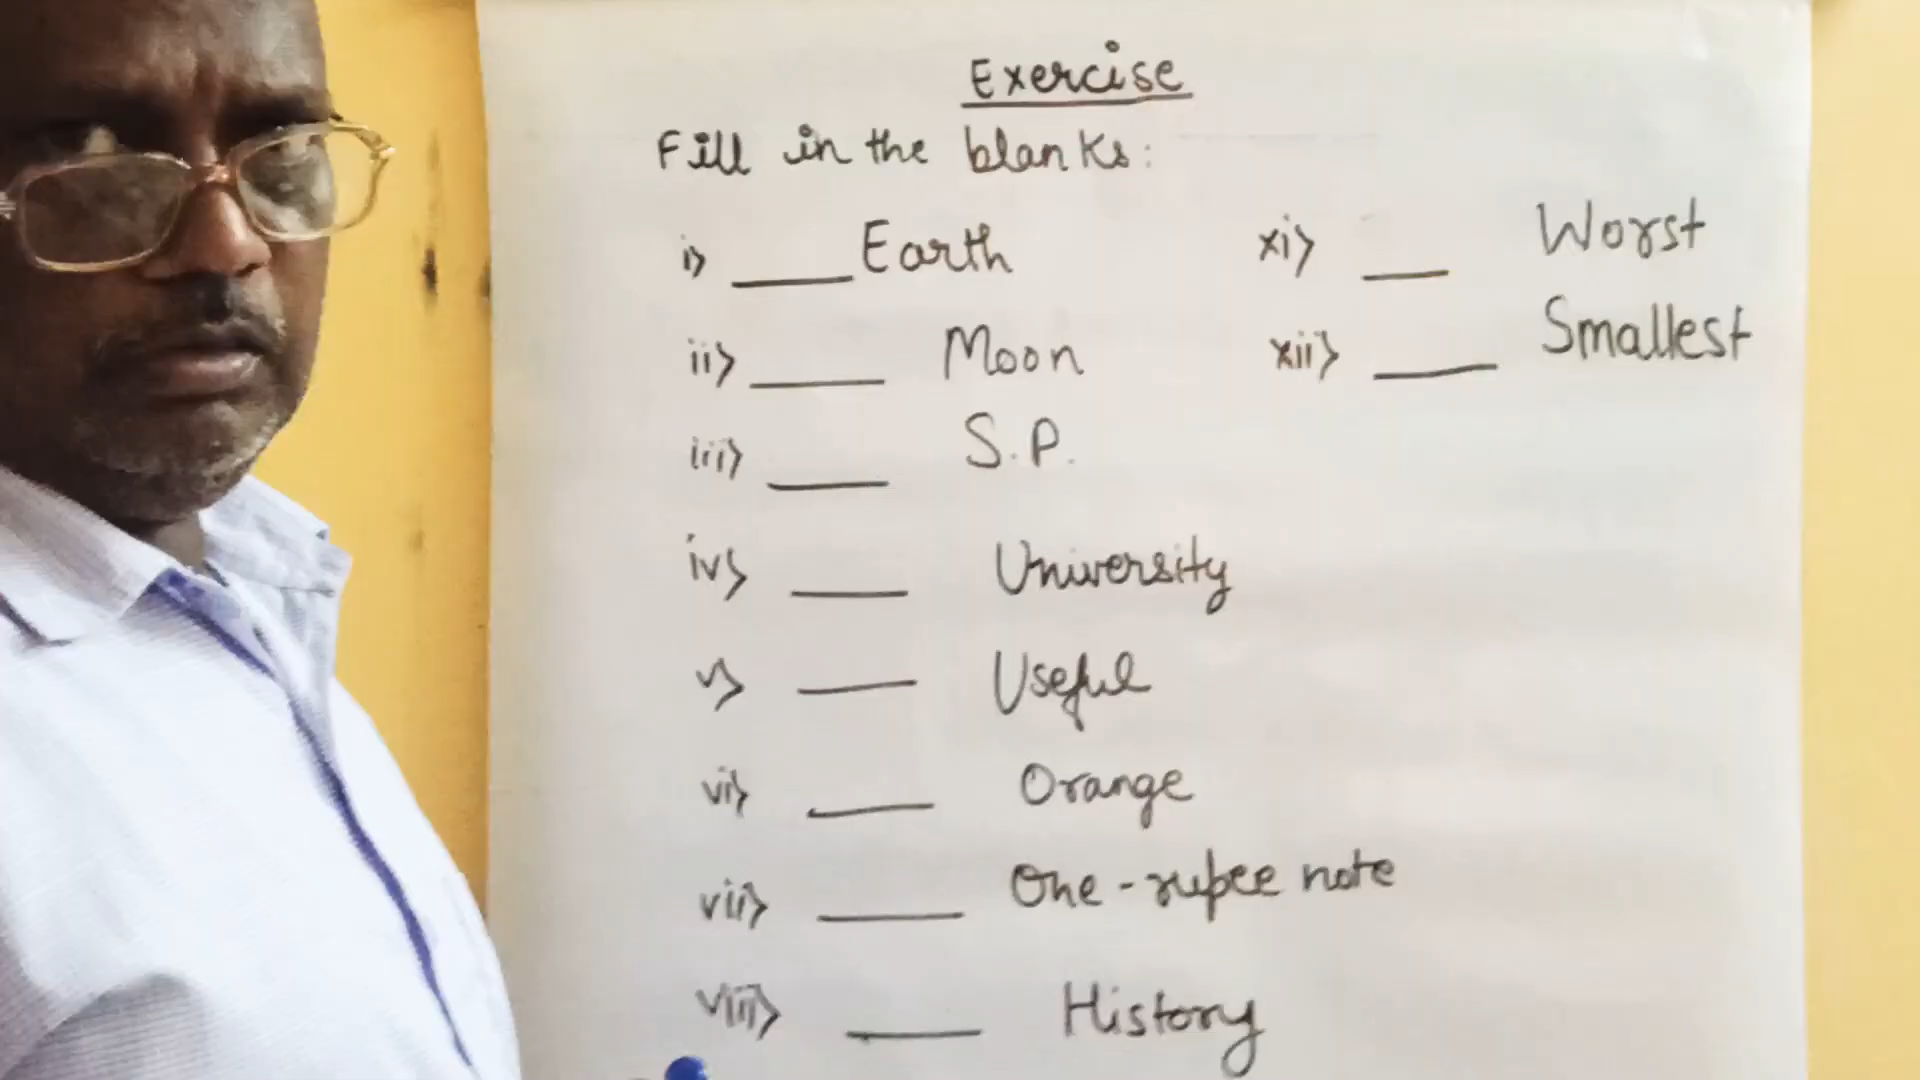 Exercise
Fill in the blanks:
i) ____ Earth
ii) ____ Moon
iii) ____ S.P.
iv) ____ University
v) ____ Useful
vi) ____ Orange
vii) ____ One-rupee note
viii) ____ History
xi) ____ Worst
xii) ____ Smallest